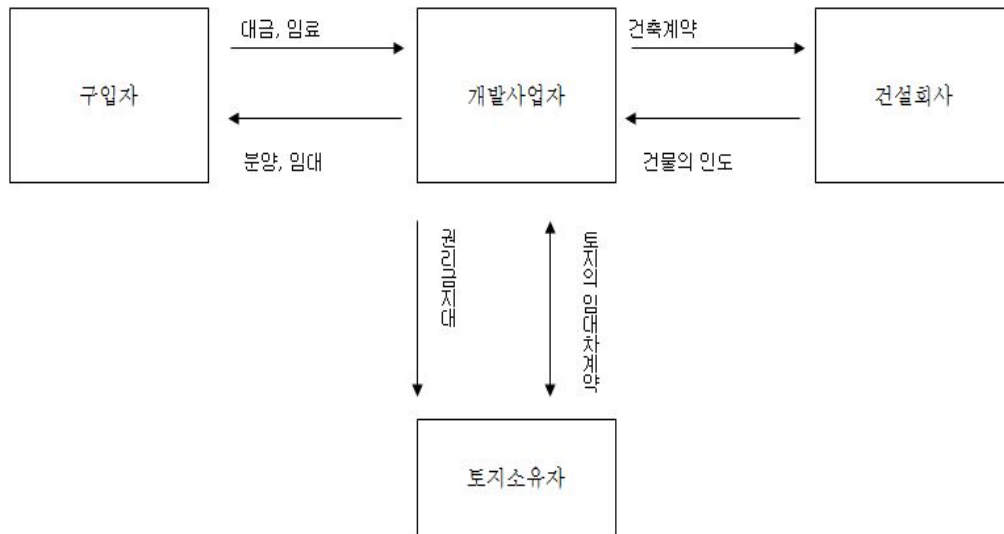 대금, 임료
건축계약
구입자
개발사업자
건설회사
분양, 임대
건물의 인도
권리금지대
토지의 임대차계약
토지소유자